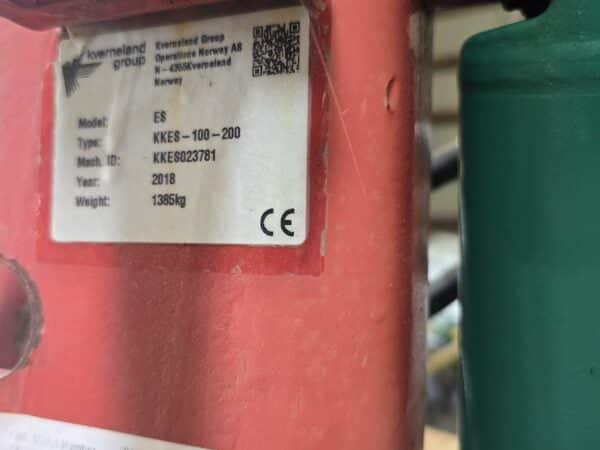 kverneland
group
Kverneland Group
Operations Norway AS
N-4355Kverneland
Norway
Model: ES
Type: KKES-100-200
Mach. ID: KKES023781
Year: 2018
Weight: 1385kg
CE